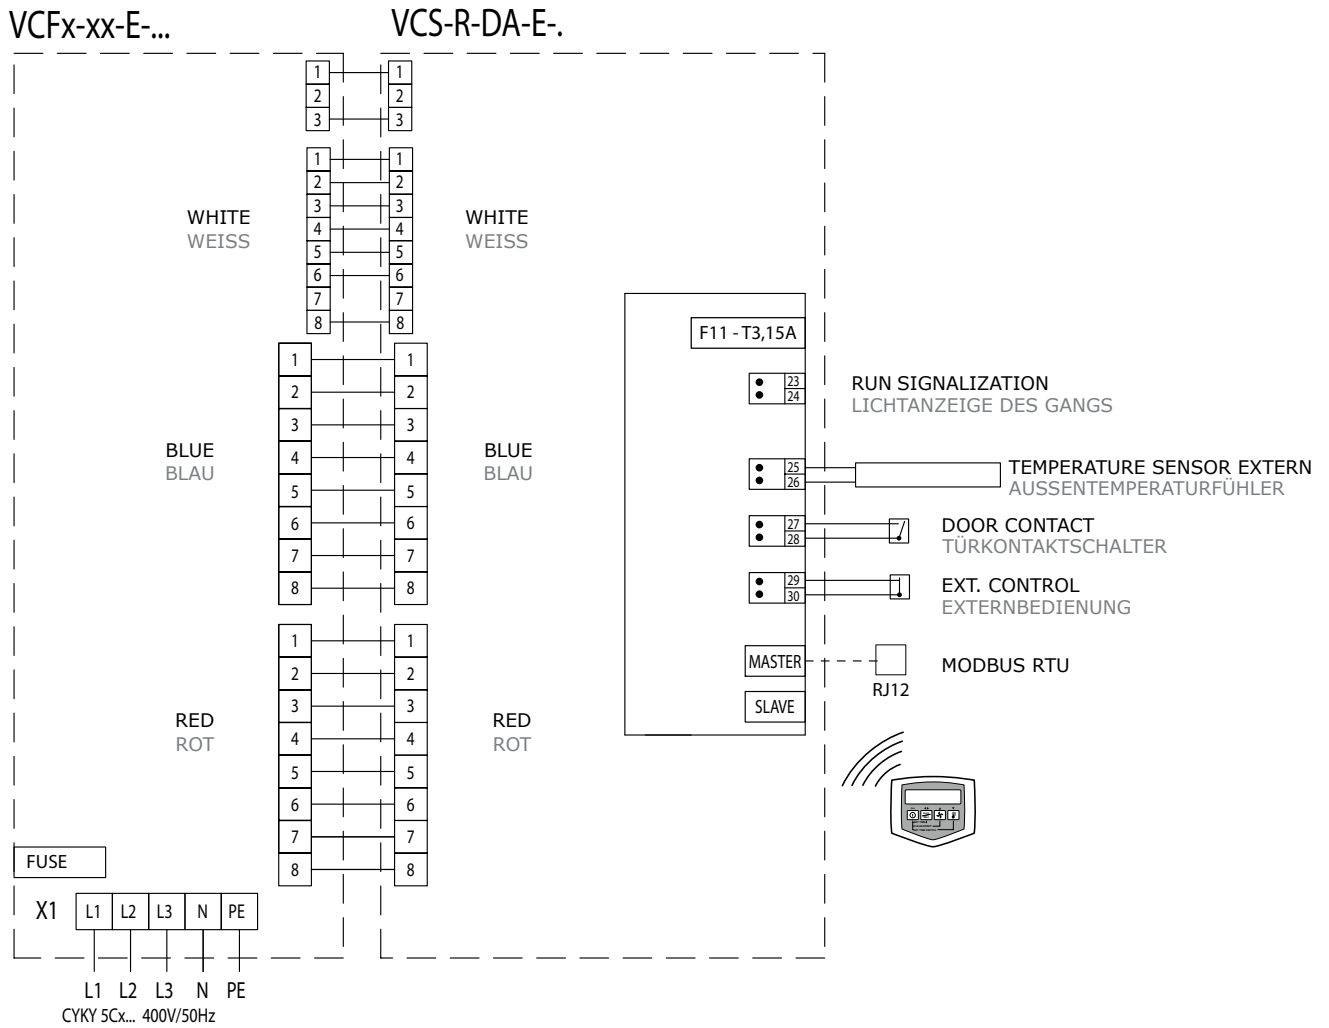 VCFx-xx-E-...
VCS-R-DA-E-.
1 1
2 2
3 3
1 1
2 2
3 3
4 4
5 5
6 6
7 7
8 8
WHITE
WEISS
WHITE
WEISS
1 1
2 2
3 3
4 4
5 5
6 6
7 7
8 8
BLUE
BLAU
BLUE
BLAU
1 1
2 2
3 3
4 4
5 5
6 6
7 7
8 8
RED
ROT
RED
ROT
FUSE
X1 L1 L2 L3 N PE
L1 L2 L3 N PE
CYKY 5Cx... 400V/50Hz
F11 - T3,15A
23
24
RUN SIGNALIZATION
LICHTANZEIGE DES GANGS
25
26
TEMPERATURE SENSOR EXTERN
AUSSENTEMPERATURFÜHLER
27
28
DOOR CONTACT
TÜRKONTAKTSCHALTER
29
30
EXT. CONTROL
EXTERNBEDIENUNG
MASTER
RJ12
MODBUS RTU
SLAVE